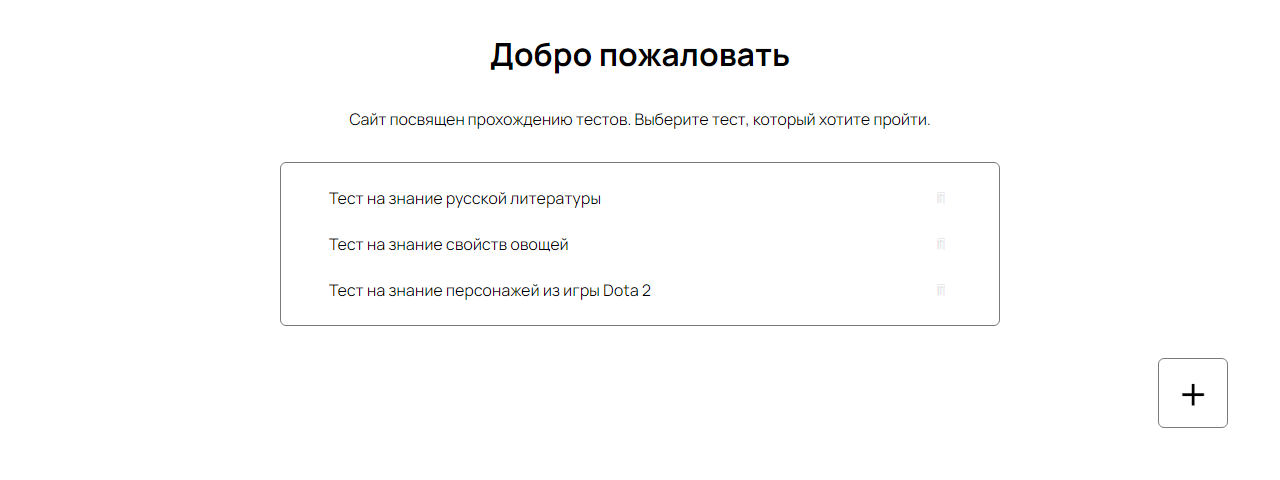 Добро пожаловать
Сайт посвящен прохождению тестов. Выберите тест, который хотите пройти.
Тест на знание русской литературы
Тест на знание свойств овощей
Тест на знание персонажей из игры Dota 2
+